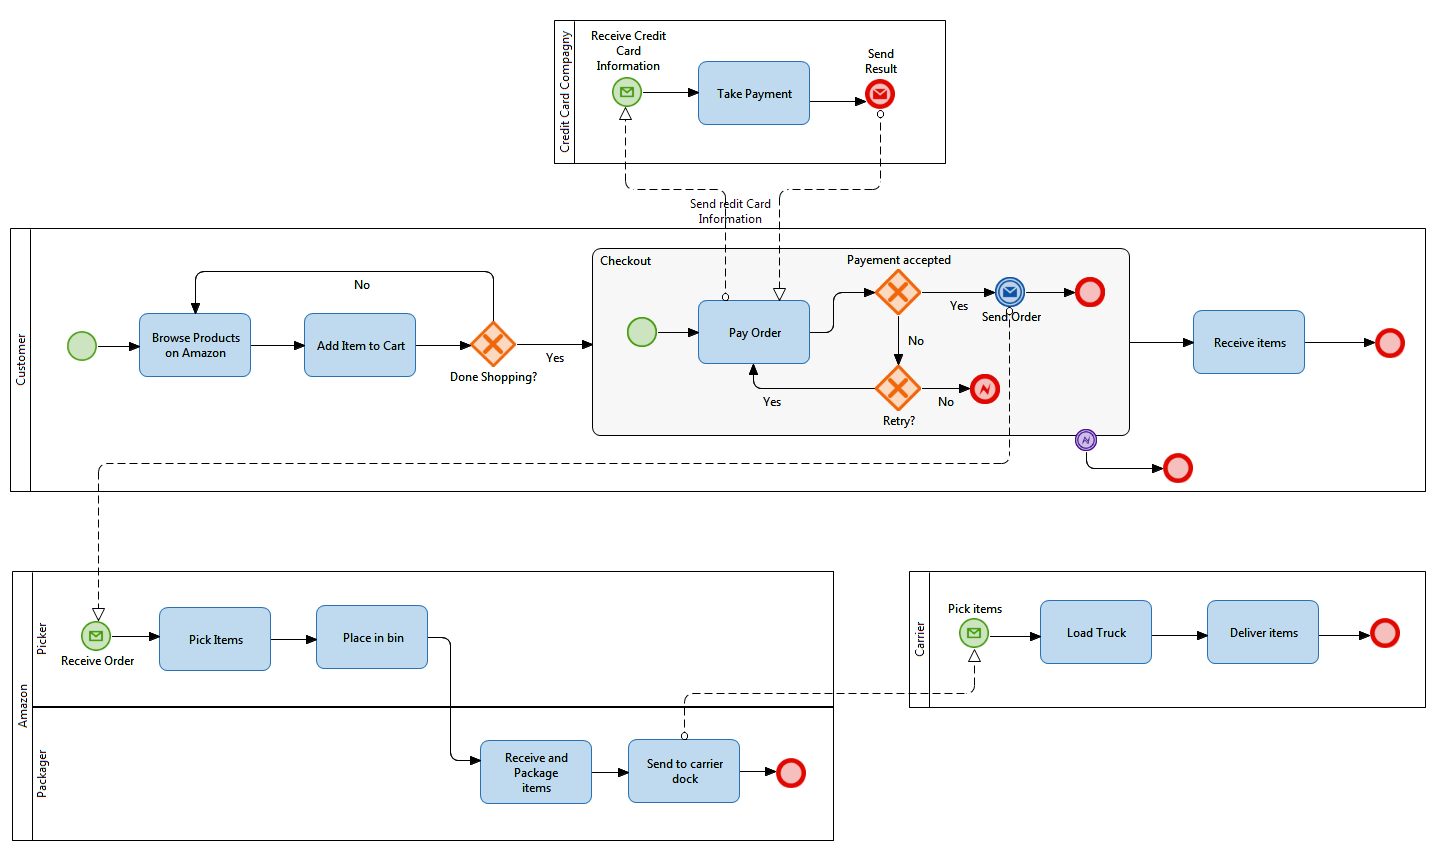 Credit Card Compagny
Receive Credit
Card
Information
Take Payment
Send
Result
Send redit Card
Information
Customer
No
Browse Products
on Amazon
Add Item to Cart
Done Shopping?
Yes
Checkout
Pay Order
Payement accepted
Yes
Send Order
No
Yes
Retry?
No
Receive items
Amazon
Picker
Receive Order
Pick Items
Place in bin
Packager
Receive and
Package
items
Send to carrier
dock
Carrier
Pick items
Load Truck
Deliver items